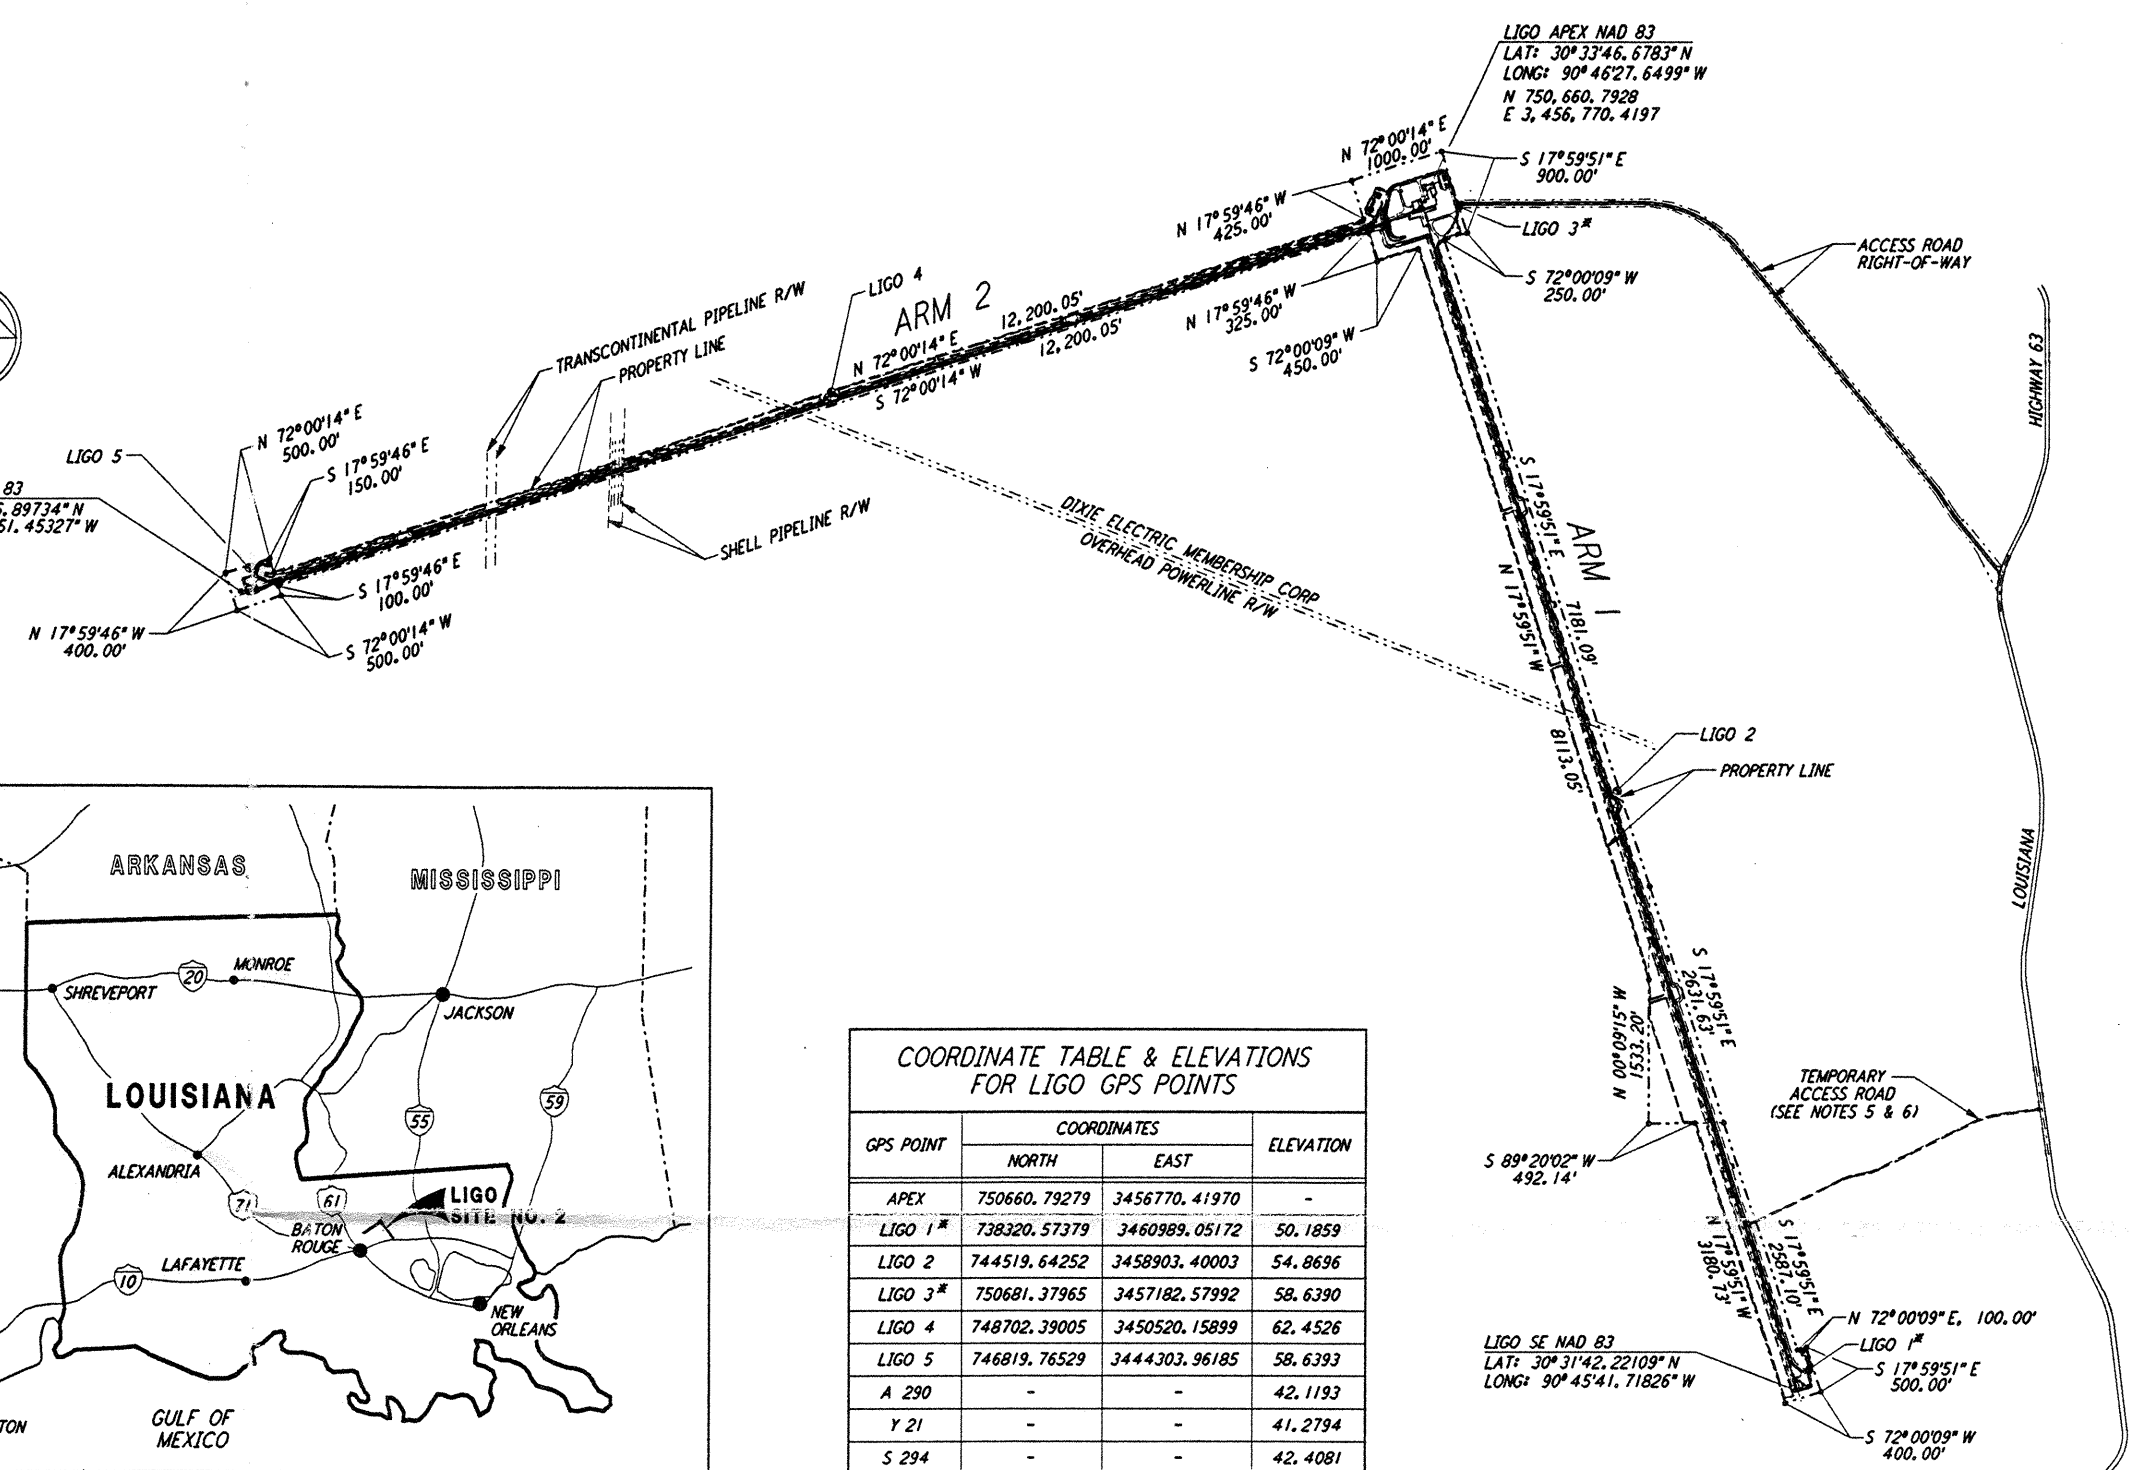 LIGO APEX NAD 83
LAT: 30°33'46.6783" N
LONG: 90°46'27.6499" W
N 750,660.7928
E 3,456,770.4197
N 72°00'14" E
1000.00'
S 17°59'51" E
900.00'
N 17°59'46" W
425.00'
LIGO 3*
ACCESS ROAD
RIGHT-OF-WAY
S 72°00'09" W
250.00'
N 17°59'46" W
325.00'
S 72°00'09" W
450.00'
LIGO 4
ARM 2
12,200.05'
N 72°00'14" E
12,200.05'
S 72°00'14" W
TRANSCONTINENTAL PIPELINE R/W
PROPERTY LINE
SHELL PIPELINE R/W
HIGHWAY 63
N 72°00'14" E
500.00'
LIGO 5
S 17°59'46" E
150.00'
83
.89734" N
51.45327" W
S 17°59'46" E
100.00'
N 17°59'46" W
400.00'
S 72°00'14" W
500.00'
DIXIE ELECTRIC MEMBERSHIP CORP
OVERHEAD POWERLINE R/W
S 17°59'51" E
ARM 1
7181.09'
N 17°59'51" W
8113.05'
LIGO 2
PROPERTY LINE
LOUISIANA
S 17°59'51" E
2631.63'
N 00°09'15" W
1533.20'
TEMPORARY
ACCESS ROAD
(SEE NOTES 5 & 6)
S 89°20'02" W
492.14'
S 17°59'51" E
2587.10'
N 17°59'51" W
3180.73'
N 72°00'09" E, 100.00'
LIGO 1*
S 17°59'51" E
500.00'
LIGO SE NAD 83
LAT: 30°31'42.22109" N
LONG: 90°45'41.71826" W
S 72°00'09" W
400.00'
ARKANSAS
MISSISSIPPI
20
MONROE
SHREVEPORT
JACKSON
LOUISIANA
55
59
ALEXANDRIA
71
61
LIGO
SITE NO. 2
BATON
ROUGE
LAFAYETTE
10
NEW
ORLEANS
GULF OF
MEXICO
TON
COORDINATE TABLE & ELEVATIONS
FOR LIGO GPS POINTS
GPS POINT COORDINATES ELEVATION
NORTH EAST
APEX 750660.79279 3456770.41970 -
LIGO 1* 738320.57379 3460989.05172 50.1859
LIGO 2 744519.64252 3458903.40003 54.8696
LIGO 3* 750681.37965 3457182.57992 58.6390
LIGO 4 748702.39005 3450520.15899 62.4526
LIGO 5 746819.76529 3444303.96185 58.6393
A 290 - - 42.1193
Y 21 - - 41.2794
S 294 - - 42.4081